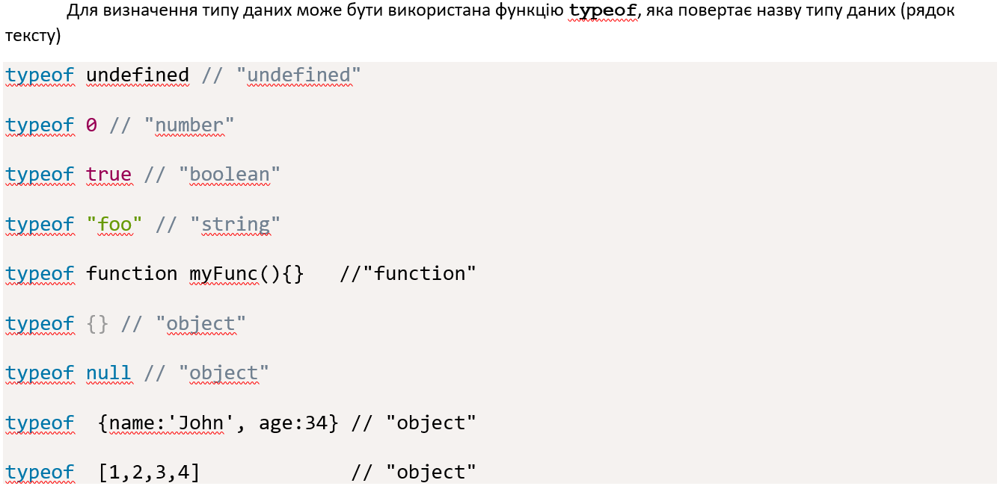 Для визначення типу даних може бути використана функцію typeof, яка повертає назву типу даних (рядок
тексту)
typeof undefined // "undefined"
typeof 0 // "number"
typeof true // "boolean"
typeof "foo" // "string"
typeof function myFunc(){}   //"function"
typeof {} // "object"
typeof null // "object"
typeof  {name:'John', age:34} // "object"
typeof  [1,2,3,4]             // "object"